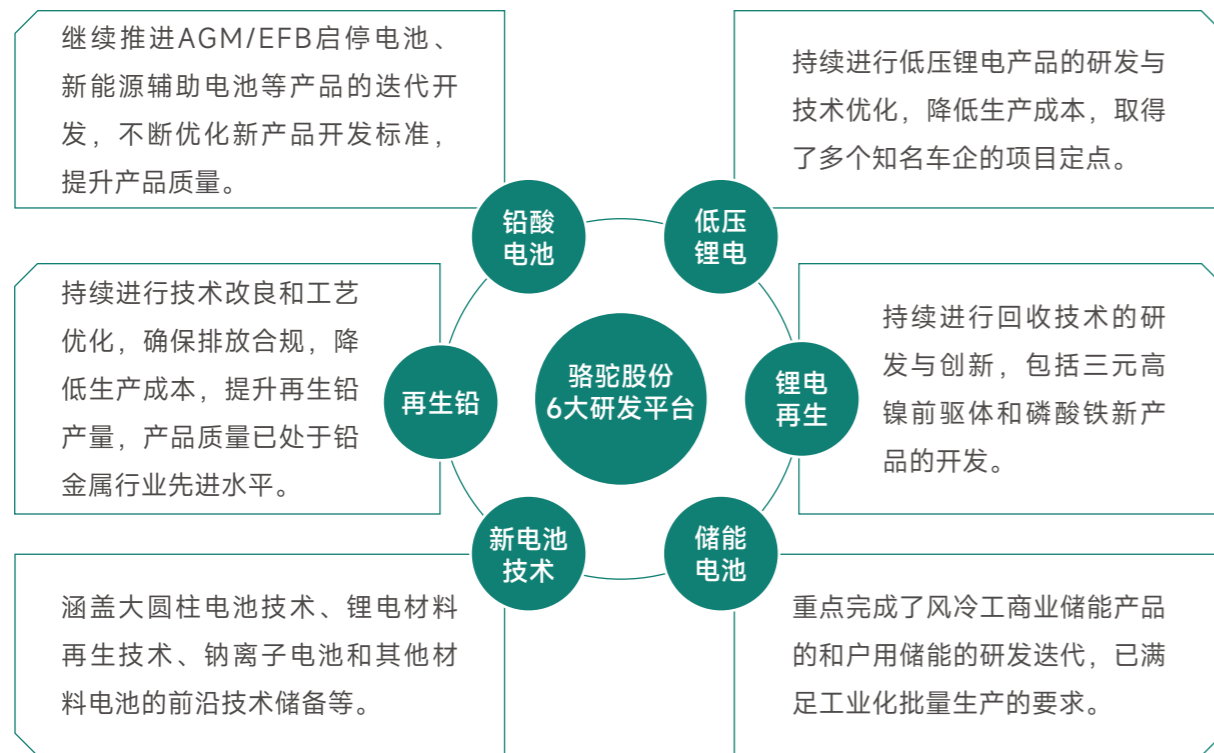 继续推进AGM/EFB启停电池、
新能源辅助电池等产品的迭代开
发，不断优化新产品开发标准，
提升产品质量。
铅酸
电池
持续进行低压锂电产品的研发与
技术优化，降低生产成本，取得
了多个知名车企的项目定点。
低压
锂电
持续进行技术改良和工艺
优化，确保排放合规，降
低生产成本，提升再生铅
产量，产品质量已处于铅
金属行业先进水平。
再生铅
骆驼股份
6大研发平台
锂电
再生
持续进行回收技术的研
发与创新，包括三元高
镍前驱体和磷酸铁新产
品的开发。
新电池
技术
涵盖大圆柱电池技术、锂电材料
再生技术、钠离子电池和其他材
料电池的前沿技术储备等。
储能
电池
重点完成了风冷工商业储能产品
的和户用储能的研发迭代，已满
足工业化批量生产的要求。